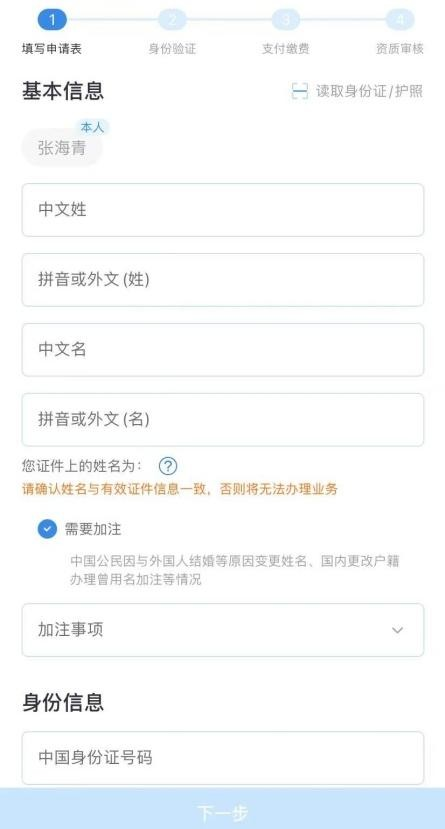 1 2 3 4
填写申请表 身份验证 支付缴费 资质审核
基本信息 读取身份证/护照
本人
张海青
中文姓
拼音或外文(姓)
中文名
拼音或外文(名)
您证件上的姓名为： ?
请确认姓名与有效证件信息一致，否则将无法办理业务
需要加注
中国公民因与外国人结婚等原因变更姓名、国内更改户籍
办理曾用名加注等情况
加注事项
身份信息
中国身份证号码
下一步